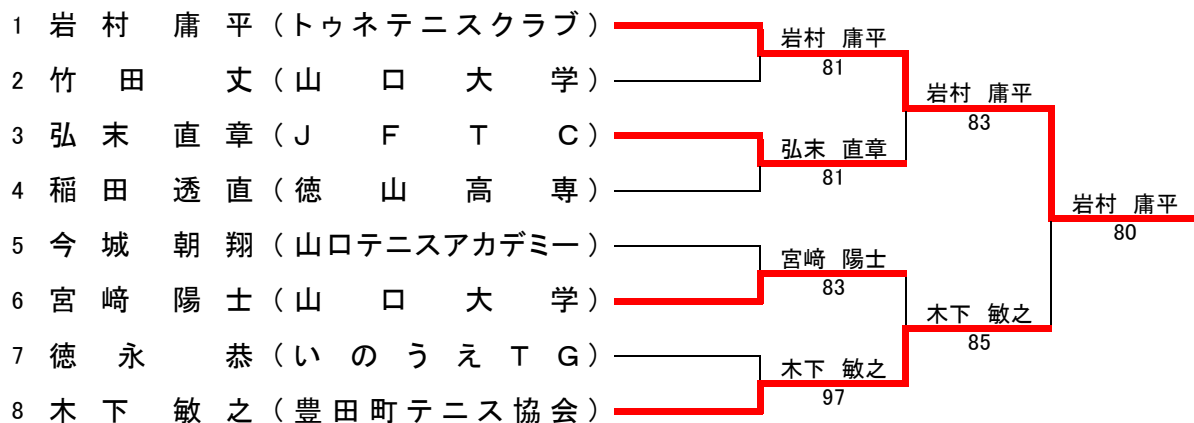 1 岩村 庸平（トゥネテニスクラブ）
岩村 庸平
81
2 竹田 丈（山口大学）
岩村 庸平
83
3 弘末 直章（ＪＦＴＣ）
弘末 直章
81
4 稲田 透直（徳山高専）
岩村 庸平
80
5 今城 朝翔（山口テニスアカデミー）
宮﨑 陽士
83
6 宮﨑 陽士（山口大学）
木下 敏之
85
7 徳永 恭（いのうえＴＧ）
木下 敏之
97
8 木下 敏之（豊田町テニス協会）